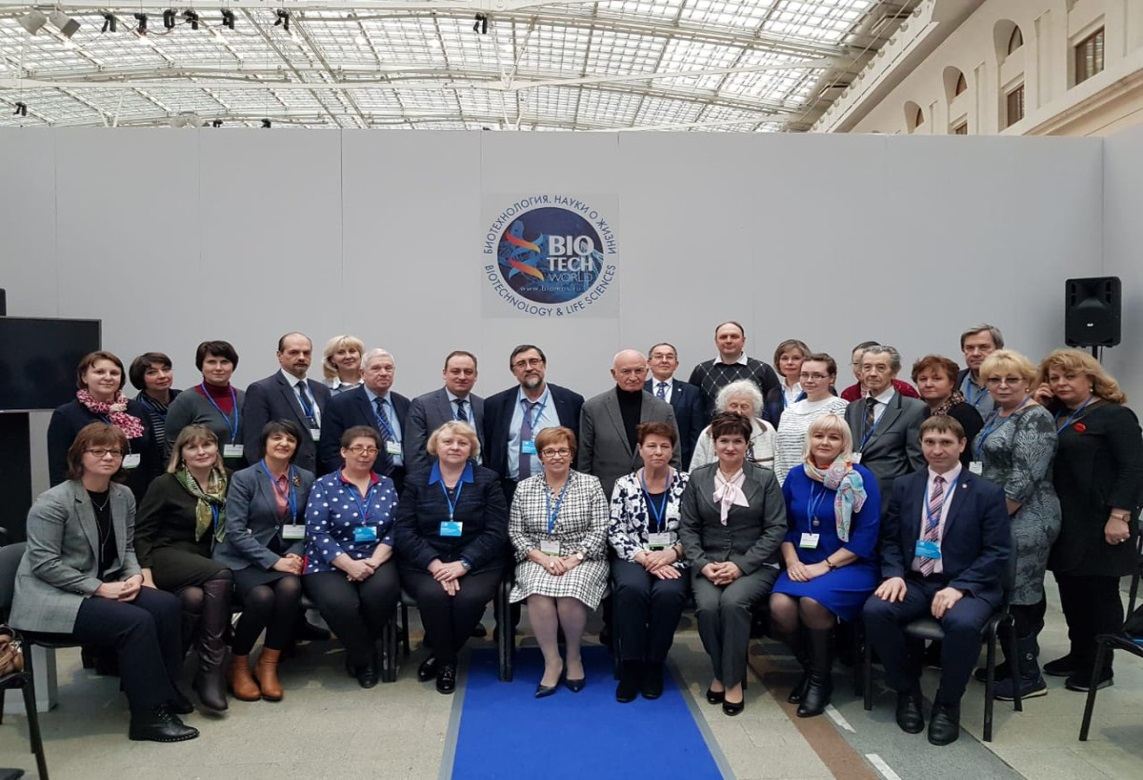 БИОТЕХНОЛОГИЯ. НАУКИ О ЖИЗНИ
BIO
TECH
WORLD
BIOTECHNOLOGY & LIFE SCIENCES